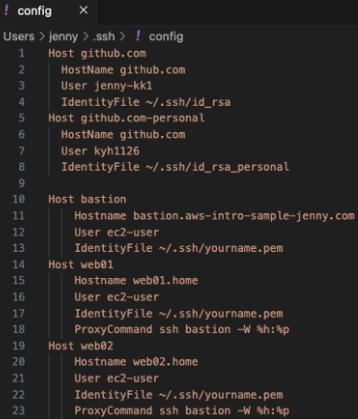 ! config ×
Users > jenny > .ssh > ! config
1 Host github.com
2 HostName github.com
3 User jenny-kk1
4 IdentityFile ~/.ssh/id_rsa
5 Host github.com-personal
6 HostName github.com
7 User kyh1126
8 IdentityFile ~/.ssh/id_rsa_personal
9
10 Host bastion
11 Hostname bastion.aws-intro-sample-jenny.com
12 User ec2-user
13 IdentityFile ~/.ssh/yourname.pem
14 Host web01
15 Hostname web01.home
16 User ec2-user
17 IdentityFile ~/.ssh/yourname.pem
18 ProxyCommand ssh bastion -W %h:%p
19 Host web02
20 Hostname web02.home
21 User ec2-user
22 IdentityFile ~/.ssh/yourname.pem
23 ProxyCommand ssh bastion -W %h:%p